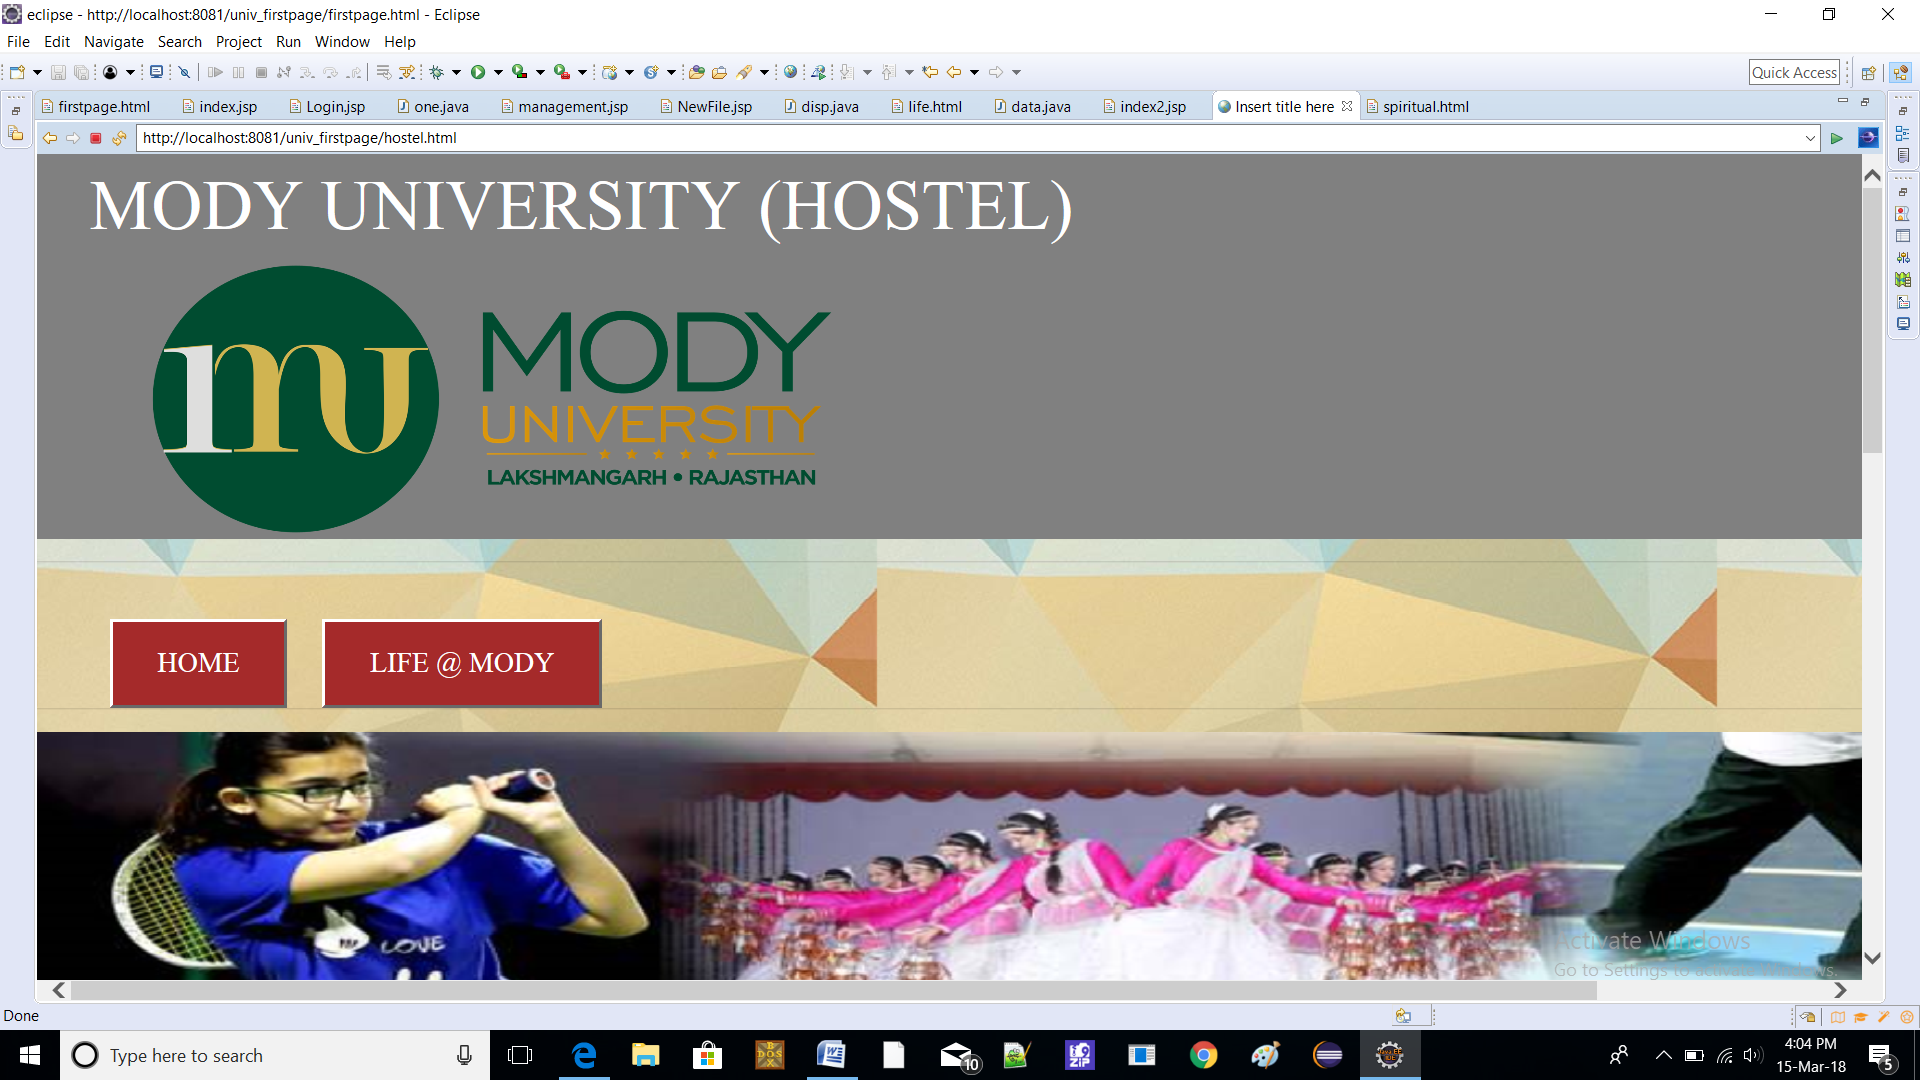 eclipse - http://localhost:8081/univ_firstpage/firstpage.html - Eclipse
File Edit Navigate Search Project Run Window Help
Quick Access
firstpage.html index.jsp Login.jsp one.java management.jsp NewFile.jsp disp.java life.html data.java index2.jsp Insert title here spiritual.html
http://localhost:8081/univ_firstpage/hostel.html
MODY UNIVERSITY (HOSTEL)
mu
MODY
UNIVERSITY
LAKSHMANGARH • RAJASTHAN
HOME LIFE @ MODY
LOVE
Activate Windows
Go to Settings to activate Windows.
Done
Type here to search
10
4:04 PM
15-Mar-18
5